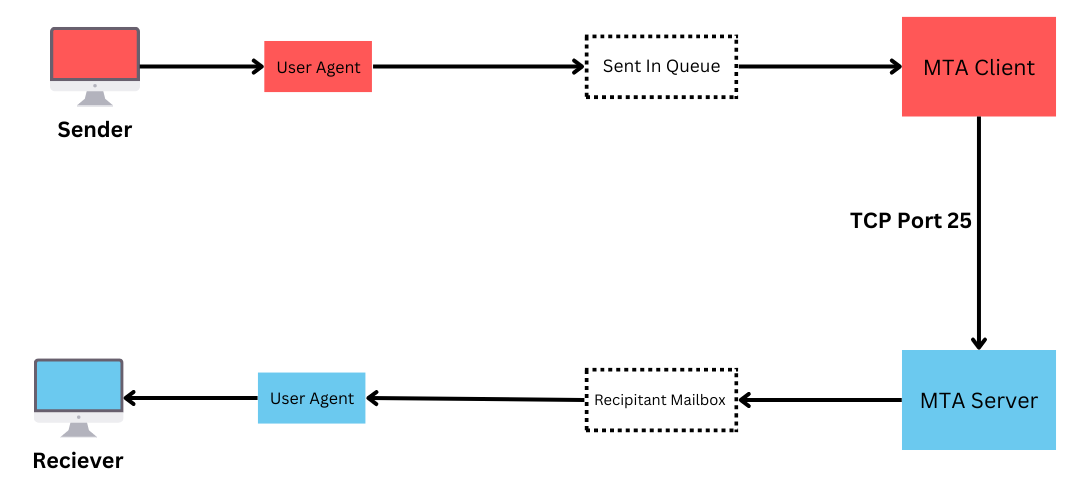 User Agent
Sent In Queue
MTA Client
Sender
TCP Port 25
User Agent
Recipitant Mailbox
MTA Server
Reciever